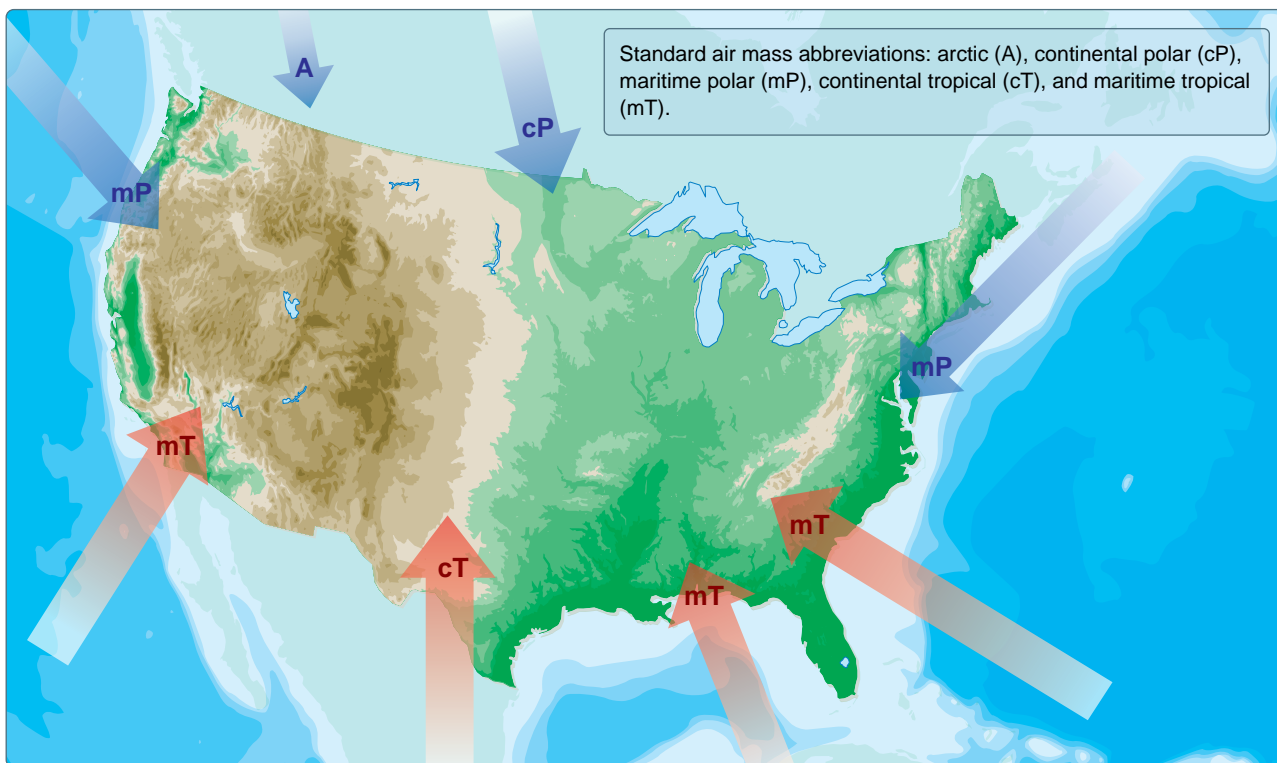 Standard air mass abbreviations: arctic (A), continental polar (cP),
maritime polar (mP), continental tropical (cT), and maritime tropical
(mT).
A
cP
mP
mP
mT
mT
cT
mT